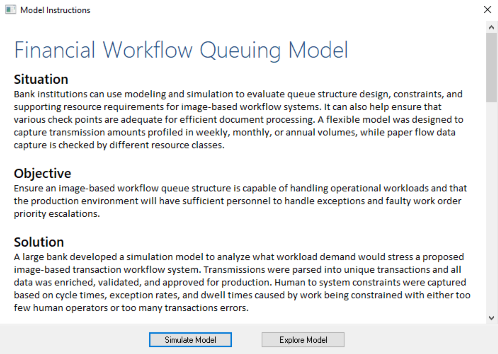 Model Instructions
Financial Workflow Queuing Model
Situation
Bank institutions can use modeling and simulation to evaluate queue structure design, constraints, and
supporting resource requirements for image-based workflow systems. It can also help ensure that
various check points are adequate for efficient document processing. A flexible model was designed to
capture transmission amounts profiled in weekly, monthly, or annual volumes, while paper flow data
capture is checked by different resource classes.
Objective
Ensure an image-based workflow queue structure is capable of handling operational workloads and that
the production environment will have sufficient personnel to handle exceptions and faulty work order
priority escalations.
Solution
A large bank developed a simulation model to analyze what workload demand would stress a proposed
image-based transaction workflow system. Transmissions were parsed into unique transactions and all
data was enriched, validated, and approved for production. Human to system constraints were captured
based on cycle times, exception rates, and dwell times caused by work being constrained with either too
few human operators or too many transactions errors.
Simulate Model
Explore Model